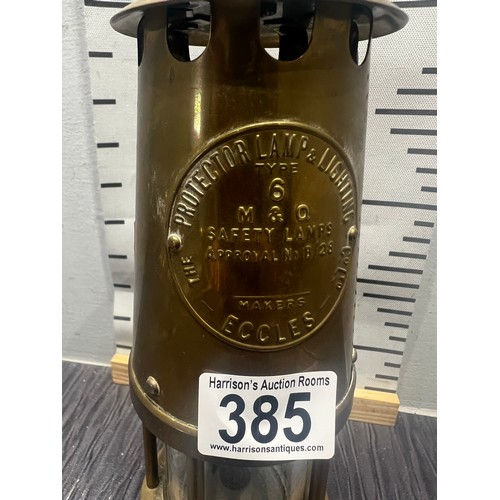 THE PROTECTOR LAMP & LIGHTING CO LD
TYPE
6
M & Q
SAFETY LAMPS
APPROVAL No B/28
MAKERS
ECCLES
Harrison's Auction Rooms
385
www.harrisonsantiques.com